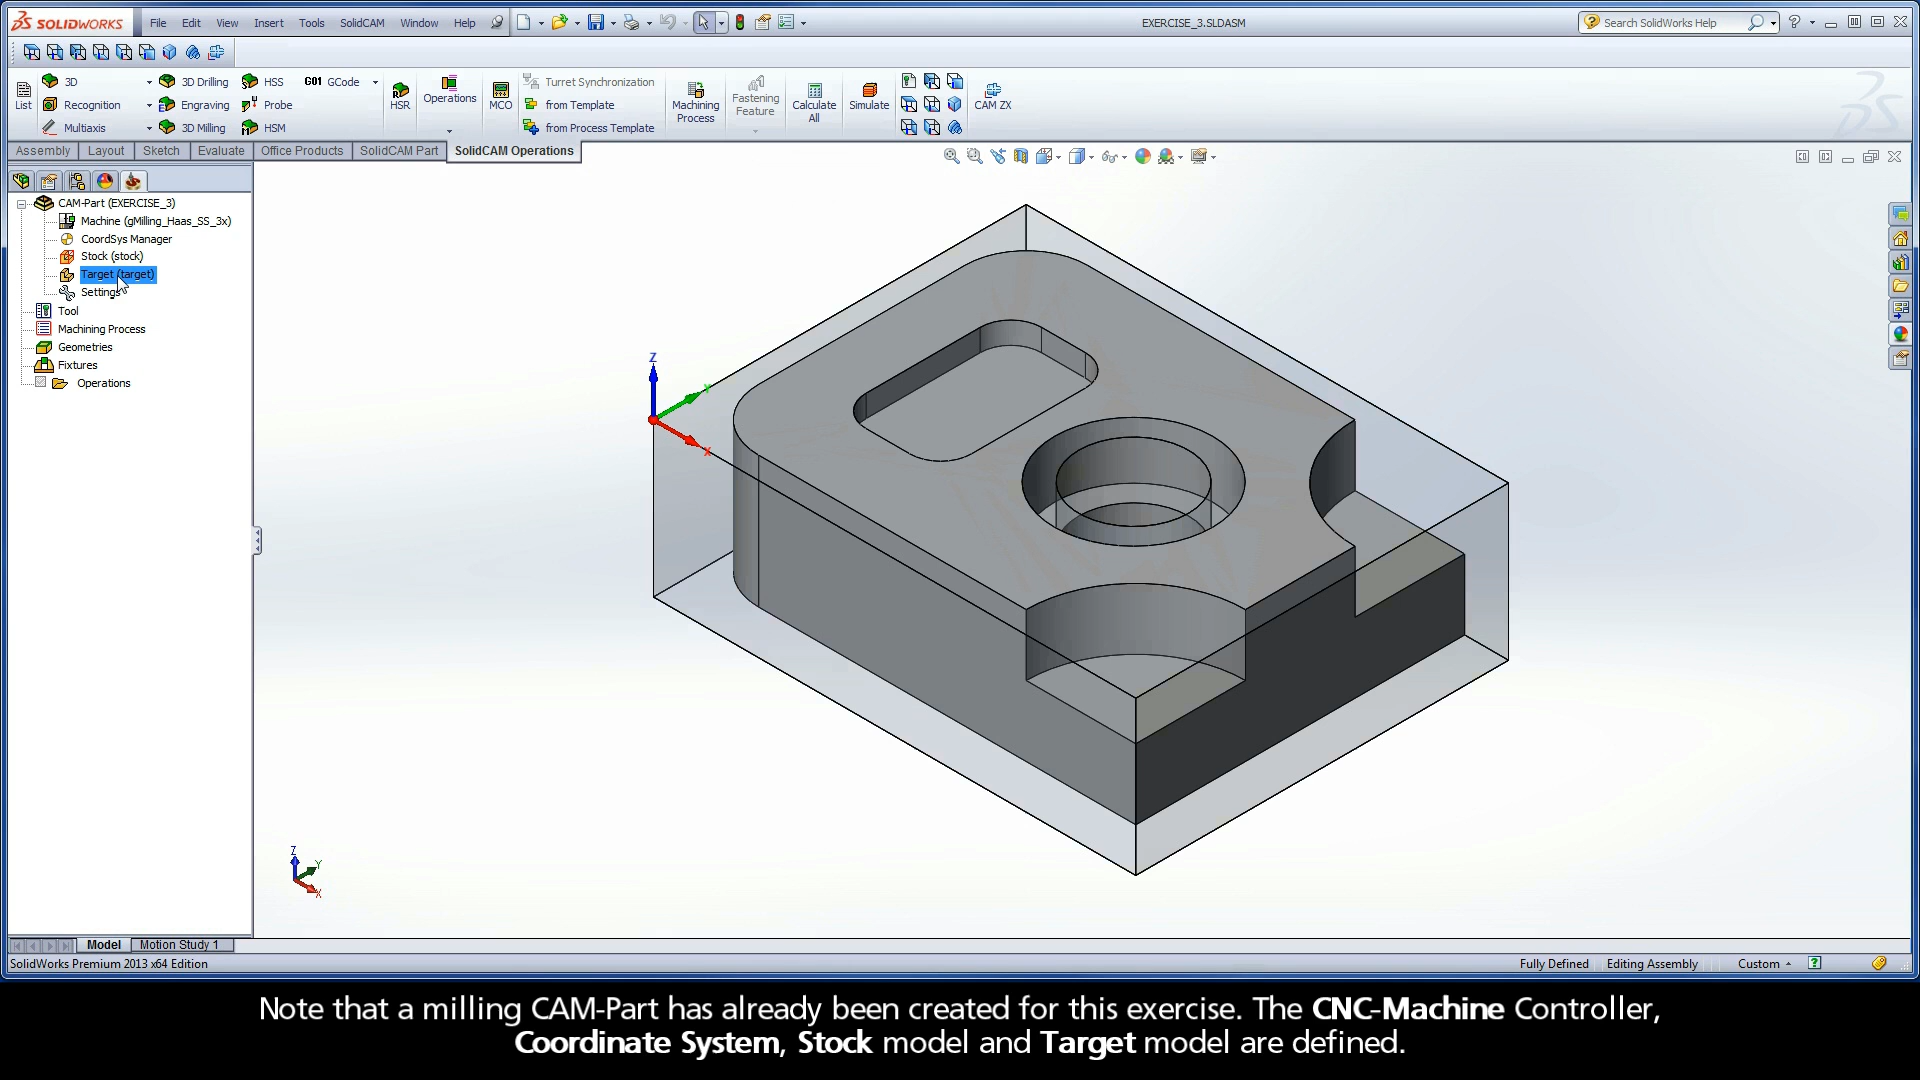 SOLIDWORKS File Edit View Insert Tools SolidCAM Window Help EXERCISE_3.SLDASM Search SolidWorks Help
3D 3D Drilling HSS G01 GCode
List Recognition Engraving Probe HSR Operations MCO
Multiaxis 3D Milling HSM
Turret Synchronization
from Template
from Process Template
Machining Process
Fastening Feature
Calculate All
Simulate
CAM ZX
Assembly Layout Sketch Evaluate Office Products SolidCAM Part SolidCAM Operations
CAM-Part (EXERCISE_3)
Machine (gMilling_Haas_SS_3x)
CoordSys Manager
Stock (stock)
Target (target)
Settings
Tool
Machining Process
Geometries
Fixtures
Operations
Z
Y
X
Z
Y
X
Model Motion Study 1
SolidWorks Premium 2013 x64 Edition Fully Defined Editing Assembly Custom
Note that a milling CAM-Part has already been created for this exercise. The CNC-Machine Controller,
Coordinate System, Stock model and Target model are defined.